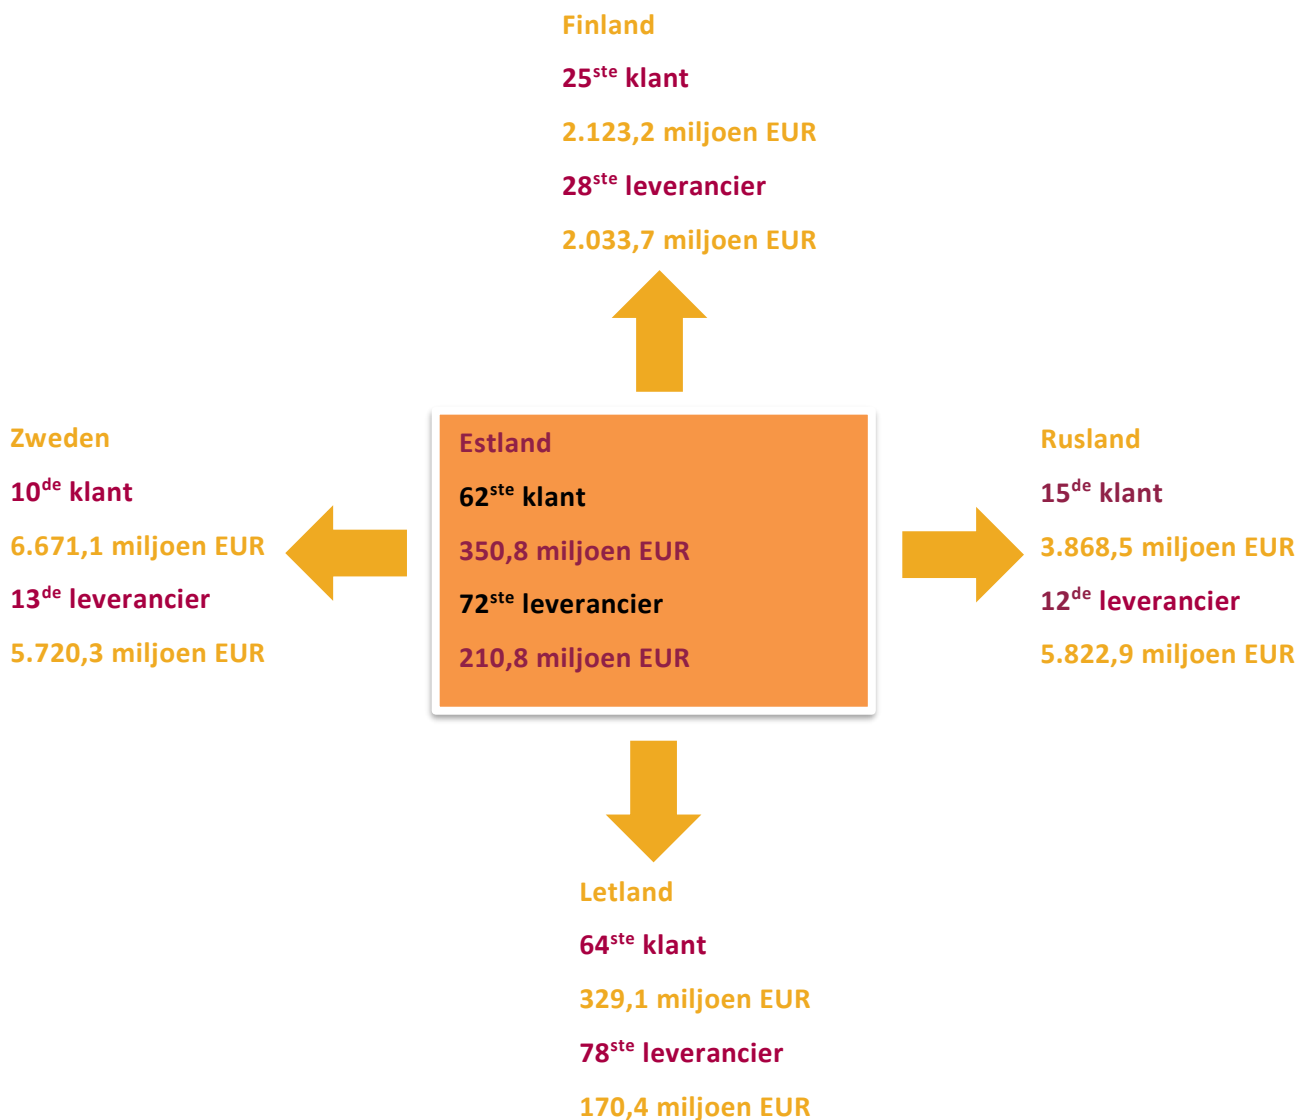 Finland
25ste klant
2.123,2 miljoen EUR
28ste leverancier
2.033,7 miljoen EUR
Zweden
10de klant
6.671,1 miljoen EUR
13de leverancier
5.720,3 miljoen EUR
Estland
62ste klant
350,8 miljoen EUR
72ste leverancier
210,8 miljoen EUR
Rusland
15de klant
3.868,5 miljoen EUR
12de leverancier
5.822,9 miljoen EUR
Letland
64ste klant
329,1 miljoen EUR
78ste leverancier
170,4 miljoen EUR